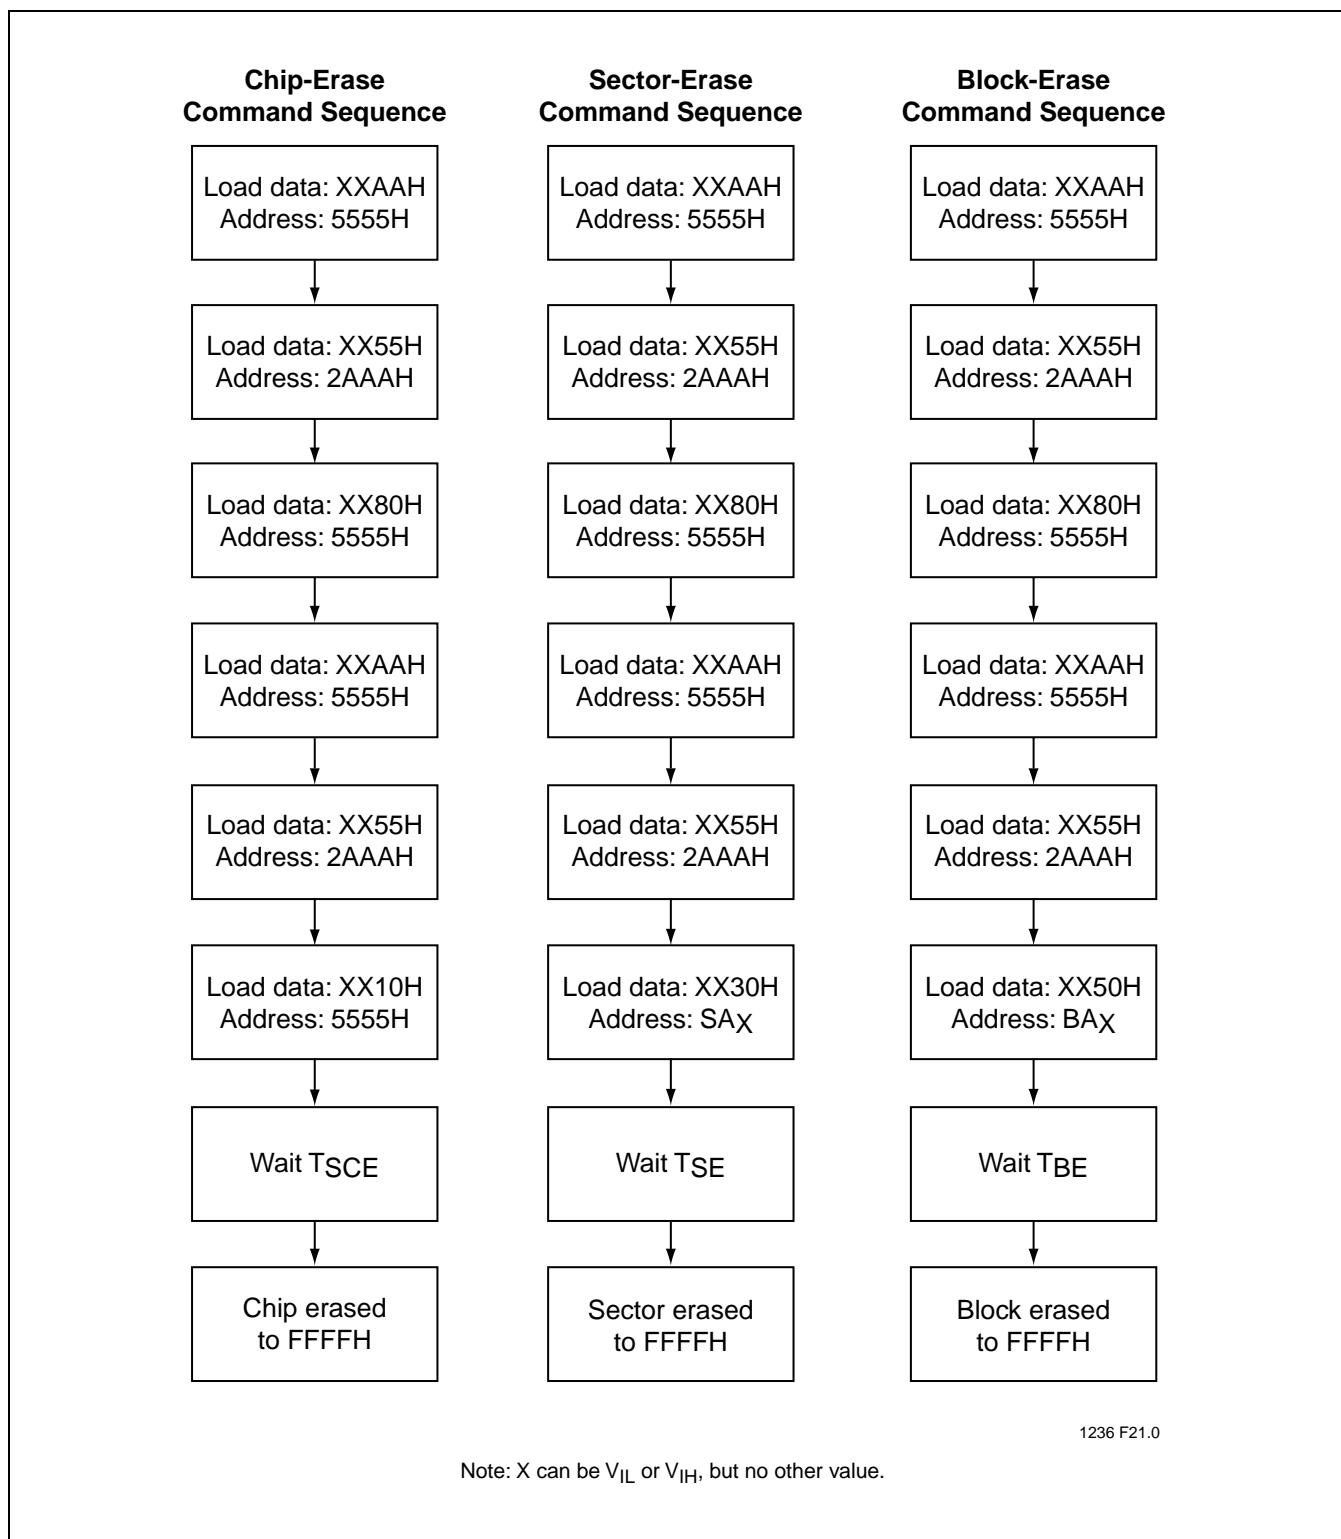 Chip-Erase
Command Sequence
Load data: XXAAH
Address: 5555H
Load data: XX55H
Address: 2AAAH
Load data: XX80H
Address: 5555H
Load data: XXAAH
Address: 5555H
Load data: XX55H
Address: 2AAAH
Load data: XX10H
Address: 5555H
Wait TSCE
Chip erased
to FFFFH
Sector-Erase
Command Sequence
Load data: XXAAH
Address: 5555H
Load data: XX55H
Address: 2AAAH
Load data: XX80H
Address: 5555H
Load data: XXAAH
Address: 5555H
Load data: XX55H
Address: 2AAAH
Load data: XX30H
Address: SAX
Wait TSE
Sector erased
to FFFFH
Block-Erase
Command Sequence
Load data: XXAAH
Address: 5555H
Load data: XX55H
Address: 2AAAH
Load data: XX80H
Address: 5555H
Load data: XXAAH
Address: 5555H
Load data: XX55H
Address: 2AAAH
Load data: XX50H
Address: BAX
Wait TBE
Block erased
to FFFFH
1236 F21.0
Note: X can be VIL or VIH, but no other value.